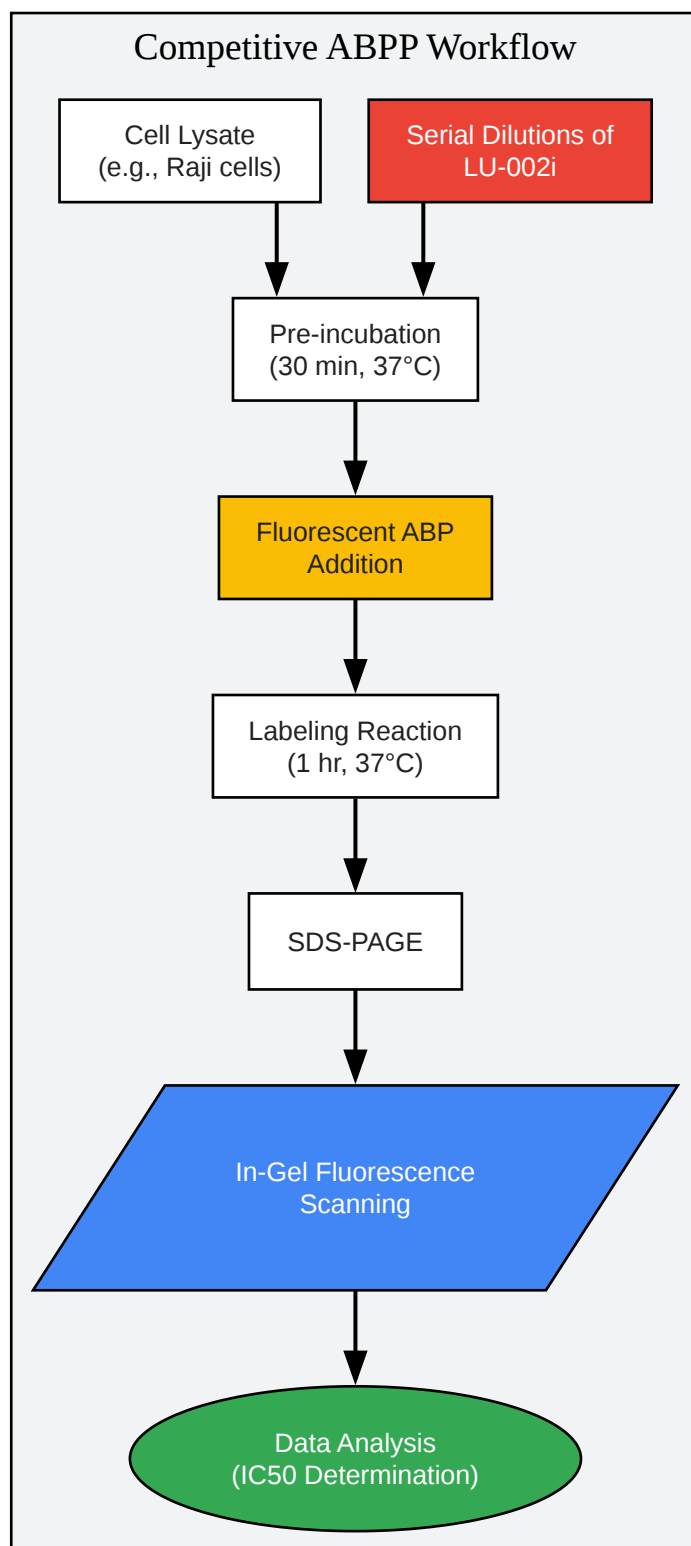 Competitive ABPP Workflow
Cell Lysate
(e.g., Raji cells)
Serial Dilutions of
LU-002i
Pre-incubation
(30 min, 37°C)
Fluorescent ABP
Addition
Labeling Reaction
(1 hr, 37°C)
SDS-PAGE
In-Gel Fluorescence
Scanning
Data Analysis
(IC50 Determination)